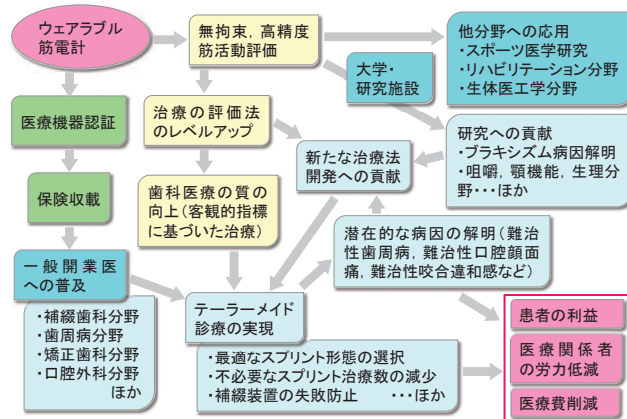 ウェアラブル
筋電計
無拘束，高精度
筋活動評価
他分野への応用
・スポーツ医学研究
・リハビリテーション分野
・生体医工学分野
大学・
研究施設
医療機器認証
治療の評価法
のレベルアップ
新たな治療法
開発への貢献
研究への貢献
・ブラキシズム病因解明
・咀嚼，顎機能，生理分
野・・・ほか
保険収載
歯科医療の質の
向上（客観的指標
に基づいた治療）
潜在的な病因の解明（難治
性歯周病，難治性口腔顔面
痛，難治性咬合違和感など）
一般開業医
への普及
・補綴歯科分野
・歯周病分野
・矯正歯科分野
・口腔外科分野
ほか
テーラーメイド
診療の実現
・最適なスプリント形態の選択
・不必要なスプリント治療数の減少
・補綴装置の失敗防止　・・・ほか
患者の利益
医療関係者
の労力低減
医療費削減